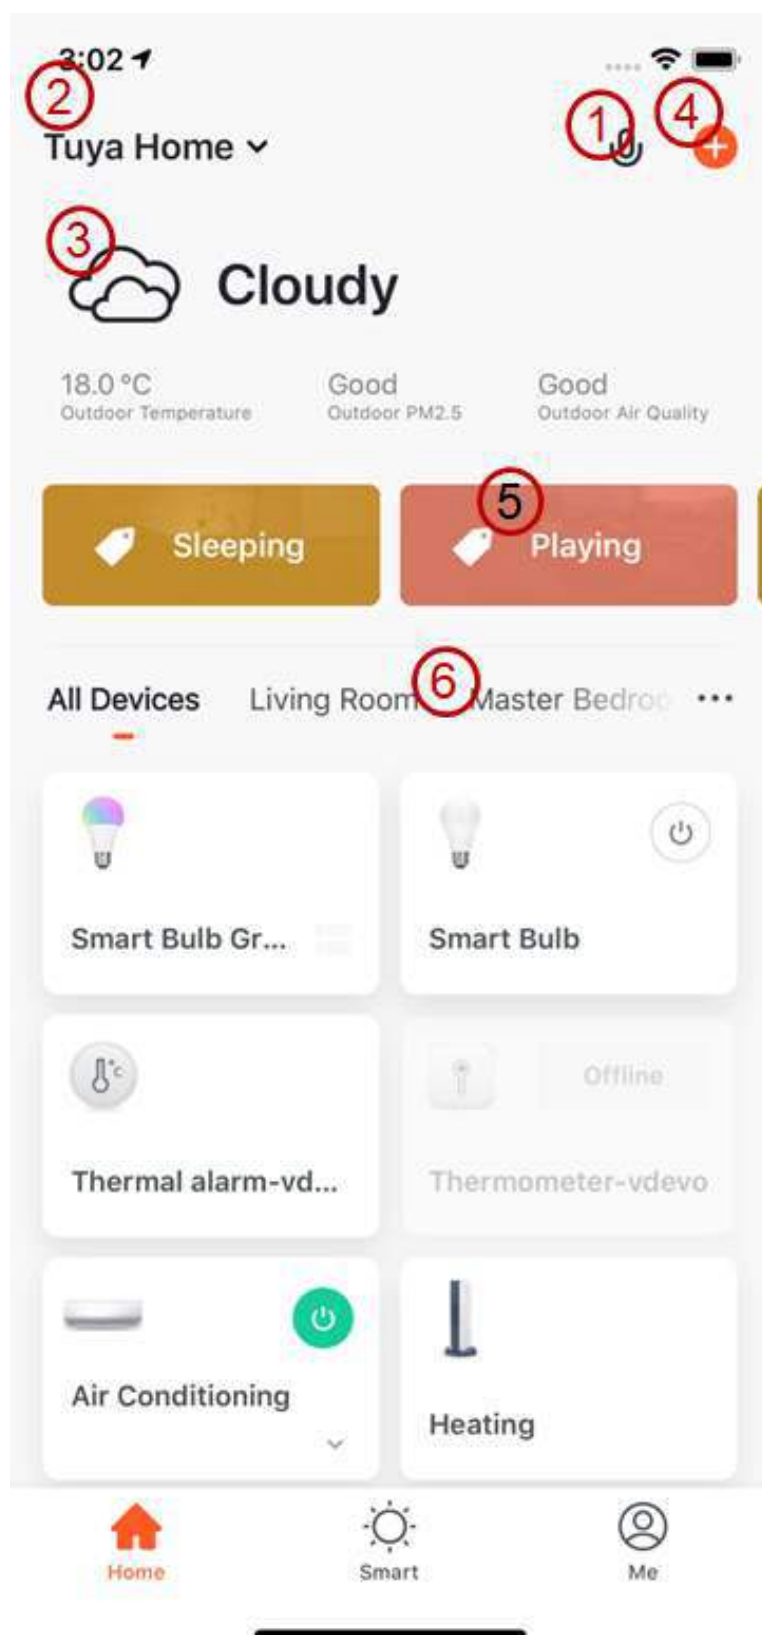 3:02
2
1
4
Tuya Home
3
Cloudy
18.0 °C Good Good
Outdoor Temperature Outdoor PM2.5 Outdoor Air Quality
5
Sleeping Playing
6
All Devices Living Room Master Bedroo ...
Smart Bulb Gr... Smart Bulb
°C Offline
Thermal alarm-vd... Thermometer-vdevo
Air Conditioning
Heating
Home Smart Me